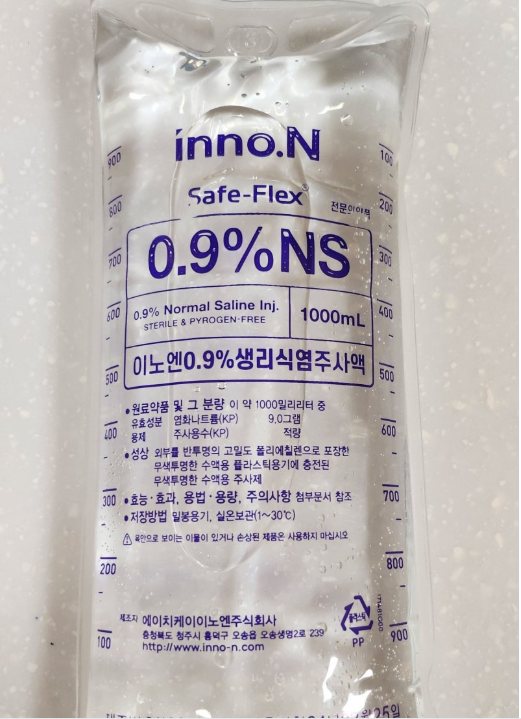 inno.N
Safe-Flex®
전문의약품
0.9% NS
0.9% Normal Saline Inj.
STERILE & PYROGEN-FREE
1000mL
이노엔0.9%생리식염주사액
• 원료약품 및 그 분량 이 약 1000밀리리터 중
유효성분 염화나트륨(KP) 9.0그램
용제 주사용수(KP) 적량
• 성상 외부를 반투명의 고밀도 폴리에틸렌으로 포장한
무색투명한 수액용 플라스틱용기에 충전된
무색투명한 수액용 주사제
• 효능·효과, 용법·용량, 주의사항 첨부문서 참조
• 저장방법 밀봉용기, 실온보관(1~30℃)
육안으로 보이는 이물이 있거나 손상된 제품은 사용하지 마십시오
제조자 에이치케이이노엔주식회사
충청북도 청주시 흥덕구 오송읍 오송생명2로 239
http://www.inno-n.com
플라스틱
PP
900
800
700
600
500
400
300
200
100
100
200
300
400
500
600
700
800
900
25일